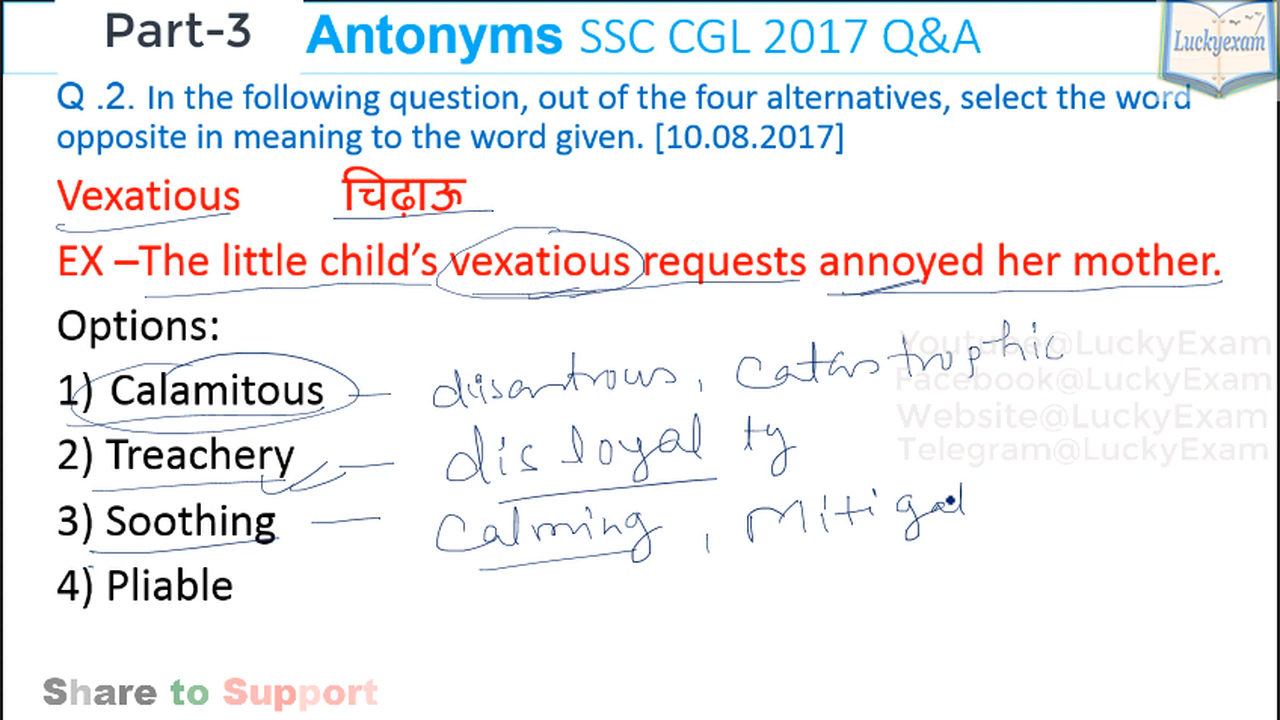 Part-3 Antonyms SSC CGL 2017 Q&A
Luckyexam
Q .2. In the following question, out of the four alternatives, select the word
opposite in meaning to the word given. [10.08.2017]
Vexatious चिढ़ाऊ
EX –The little child's vexatious requests annoyed her mother.
Options:
Youtube@LuckyExam
1) Calamitous — disastrous, Catastrophic
Facebook@LuckyExam
Website@LuckyExam
2) Treachery — disloyalty
Telegram@LuckyExam
3) Soothing — Calming, Mitigat
4) Pliable
Share to Support